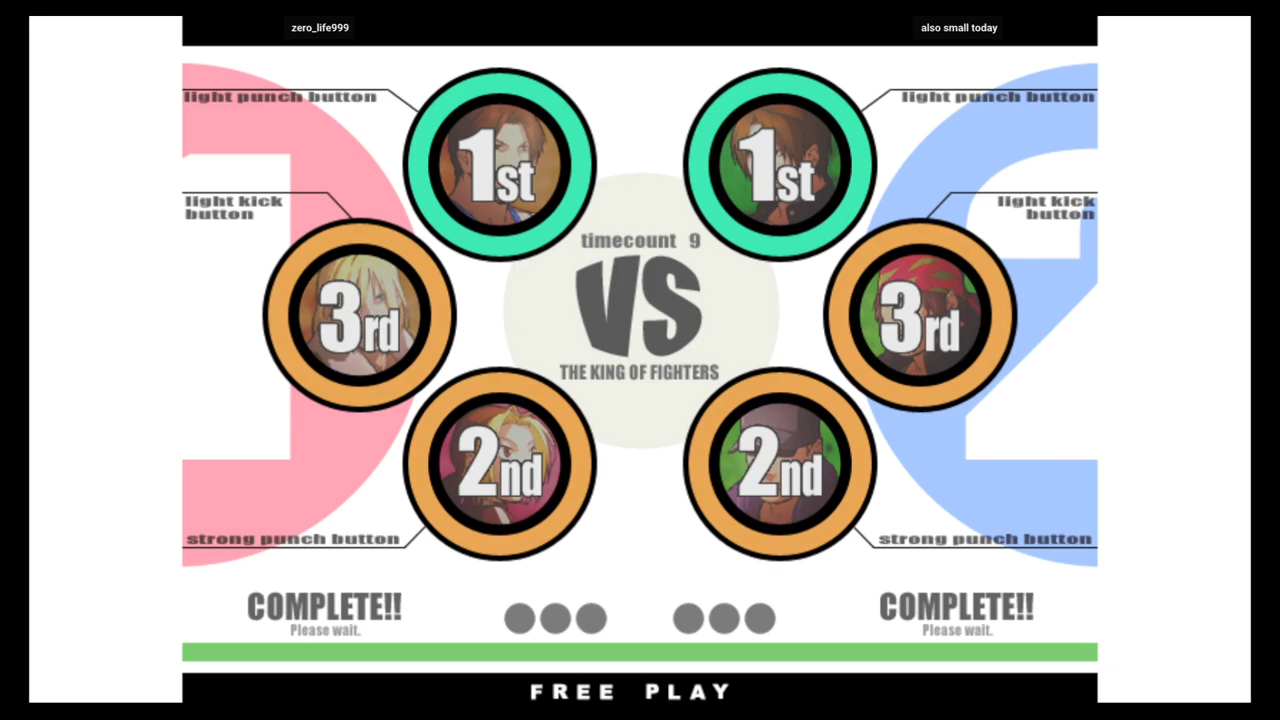 zero_life999
also small today
light punch button
light punch button
light kick
button
light kick
button
1st
1st
timecount 9
VS
THE KING OF FIGHTERS
3rd
3rd
2nd
2nd
strong punch button
strong punch button
COMPLETE!!
Please wait.
COMPLETE!!
Please wait.
FREE PLAY